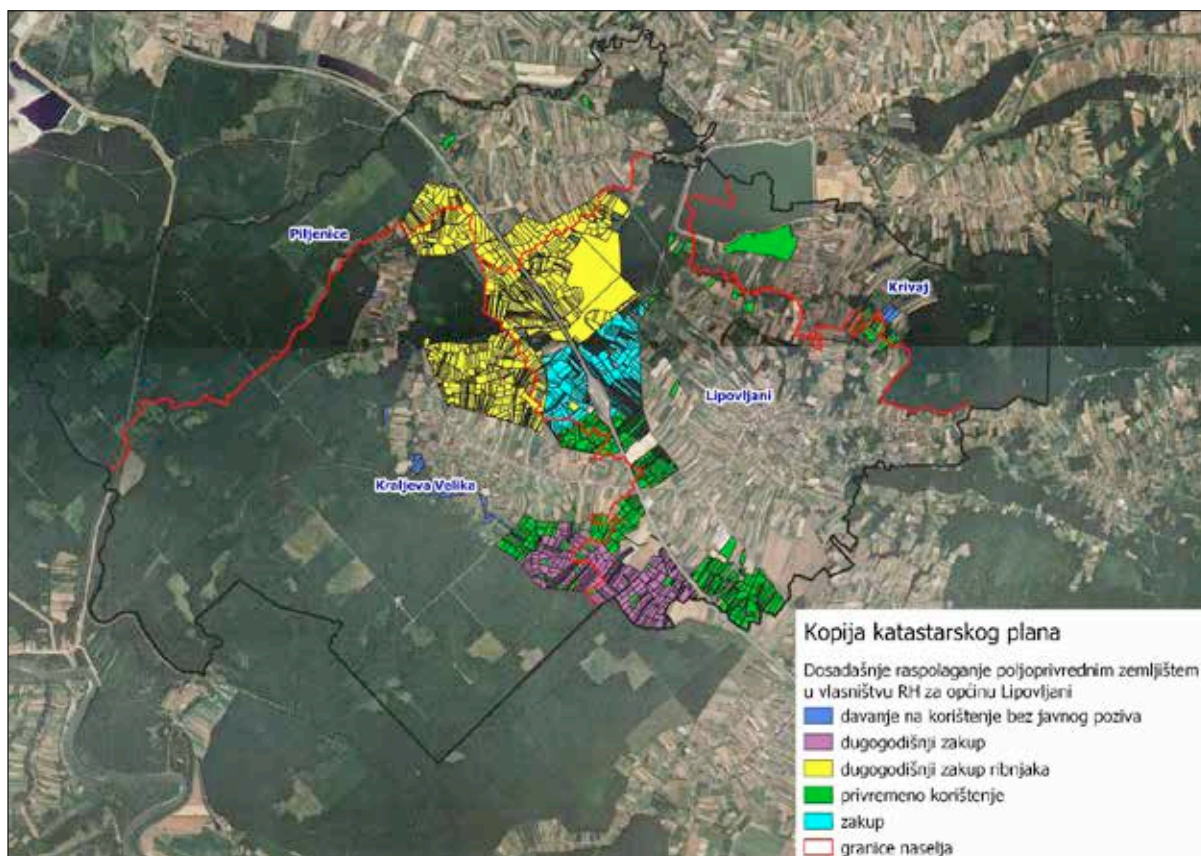 Piljenice
Krivaj
Lipovljani
Kraljeva Velika
Kopija katastarskog plana
Dosadašnje raspolaganje poljoprivrednim zemljištem
u vlasništvu RH za općinu Lipovljani
davanje na korištenje bez javnog poziva
dugogodišnji zakup
dugogodišnji zakup ribnjaka
privremeno korištenje
zakup
granice naselja